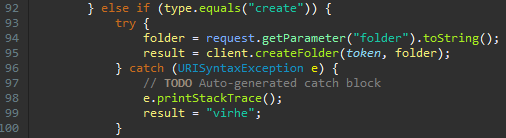 92 } else if (type.equals("create")) {
93 try {
94 folder = request.getParameter("folder").toString();
95 result = client.createFolder(token, folder);
96 } catch (URISyntaxException e) {
97 // TODO Auto-generated catch block
98 e.printStackTrace();
99 result = "virhe";
100 }